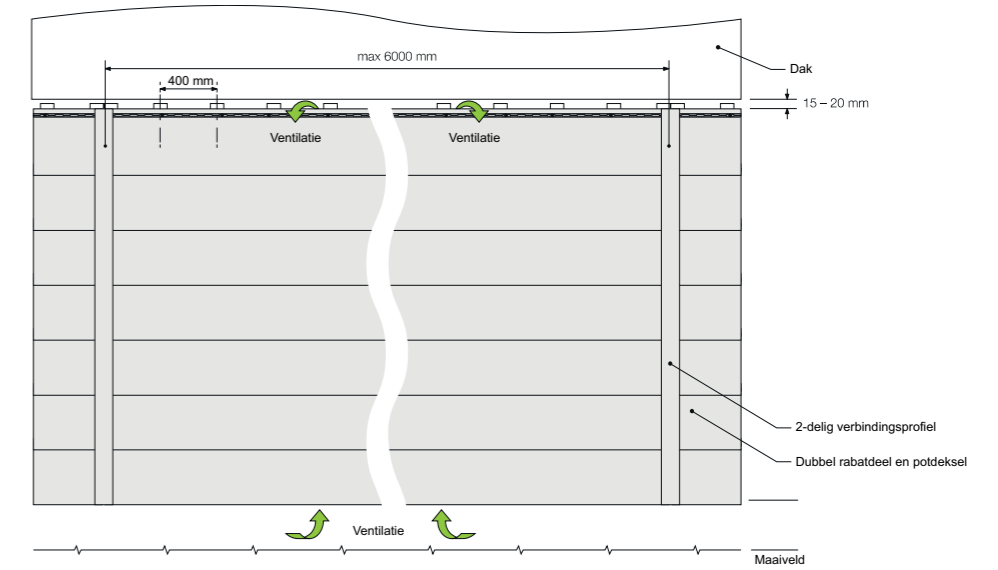 max 6000 mm
Dak
400 mm
15 – 20 mm
Ventilatie
Ventilatie
2-delig verbindingsprofiel
Dubbel rabatdeel en potdeksel
Ventilatie
Maaiveld